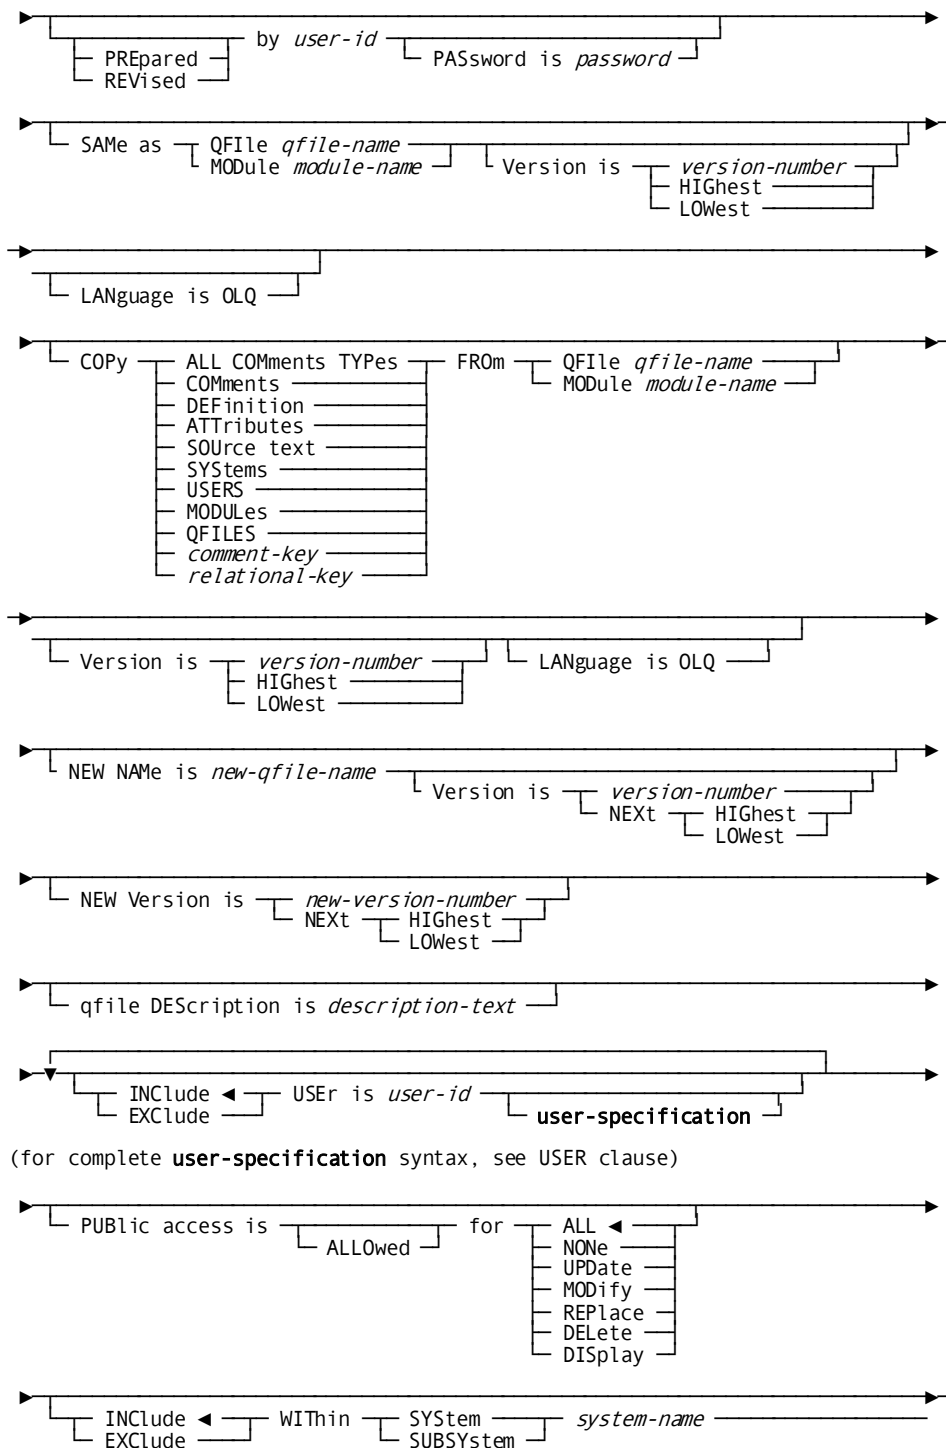 by user-id
PREpared
PASsword is password
REVised
SAMe as
QFIle qfile-name
MODule module-name
Version is
version-number
HIGhest
LOWest
LANguage is OLQ
COPy
ALL COMments TYPes
FROm
QFIle qfile-name
COMments
MODule module-name
DEFinition
ATTributes
SOUrce text
SYStems
USERS
MODULes
QFILES
comment-key
relational-key
Version is
version-number
LANguage is OLQ
HIGhest
LOWest
NEW NAMe is new-qfile-name
Version is
version-number
NEXt
HIGhest
LOWest
NEW Version is
new-version-number
NEXt
HIGhest
LOWest
qfile DEScription is description-text
INClude
USEr is user-id
EXClude
user-specification
(for complete user-specification syntax, see USER clause)
PUBlic access is
for
ALL
ALLOwed
NONe
UPDate
MODify
REPlace
DELete
DISplay
INClude
WIThin
SYStem
system-name
EXClude
SUBSYstem